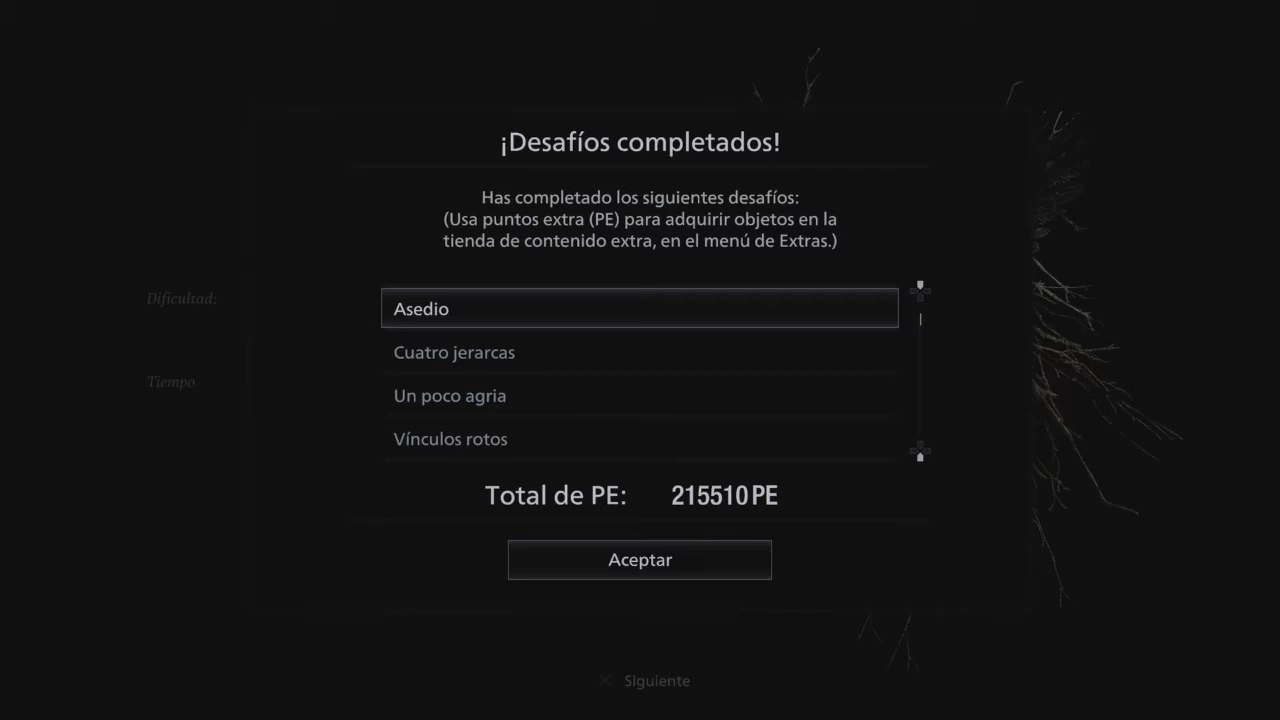 ¡Desafíos completados!
Has completado los siguientes desafíos:
(Usa puntos extra (PE) para adquirir objetos en la
tienda de contenido extra, en el menú de Extras.)
Dificultad:
Asedio
Cuatro jerarcas
Tiempo
Un poco agria
Vínculos rotos
Total de PE: 215510 PE
Aceptar
Siguiente